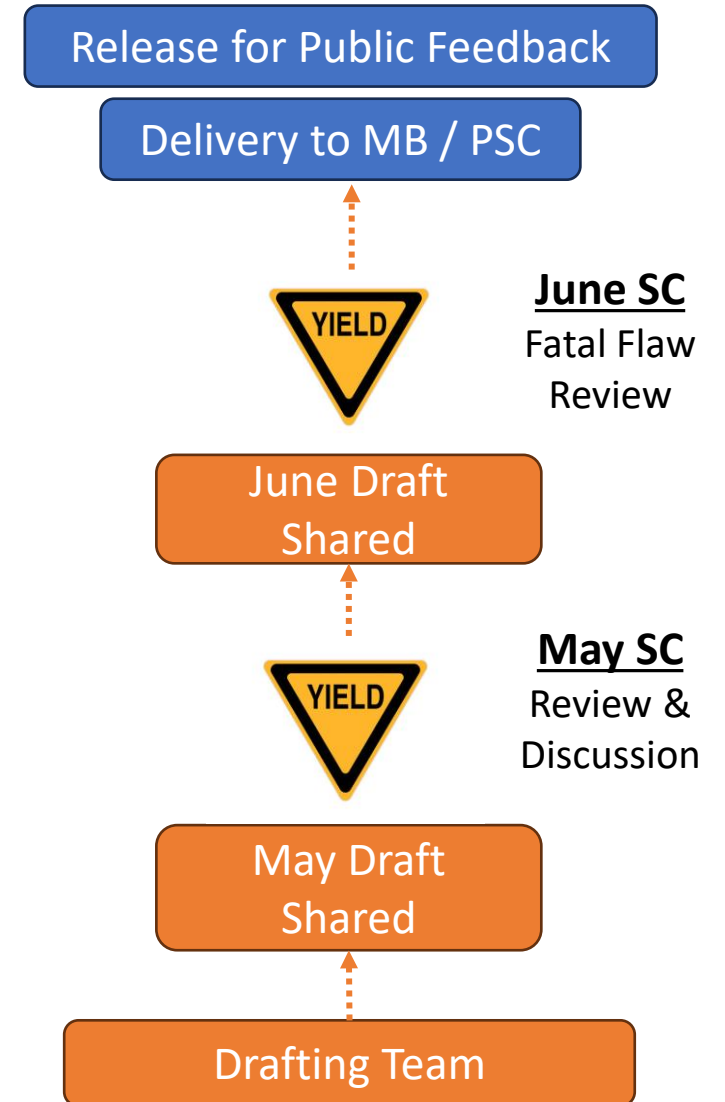 Release for Public Feedback
Delivery to MB / PSC
YIELD
June SC
Fatal Flaw
Review
June Draft
Shared
YIELD
May SC
Review &
Discussion
May Draft
Shared
Drafting Team